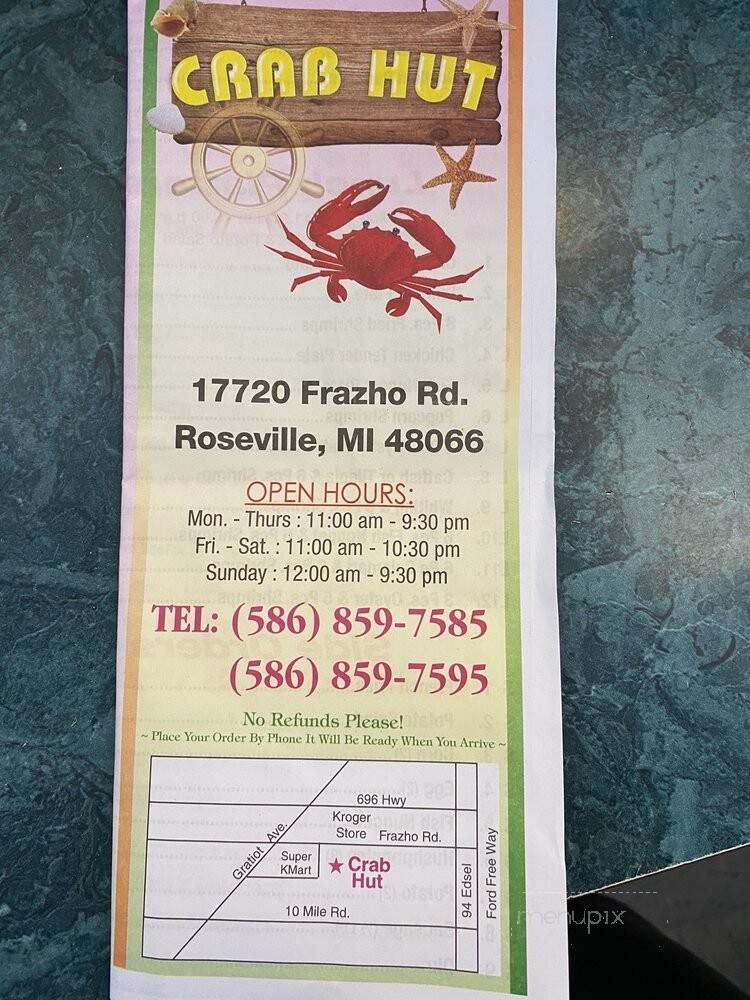 CRAB HUT
17720 Frazho Rd.
Roseville, MI 48066
OPEN HOURS:
Mon. - Thurs : 11:00 am - 9:30 pm
Fri. - Sat. : 11:00 am - 10:30 pm
Sunday : 12:00 am - 9:30 pm
TEL: (586) 859-7585
(586) 859-7595
No Refunds Please!
~ Place Your Order By Phone It Will Be Ready When You Arrive ~
696 Hwy
Kroger
Store
Frazho Rd.
Gratiot Ave.
Super
KMart
★ Crab
Hut
10 Mile Rd.
94 Edsel
Ford Free Way
menupix